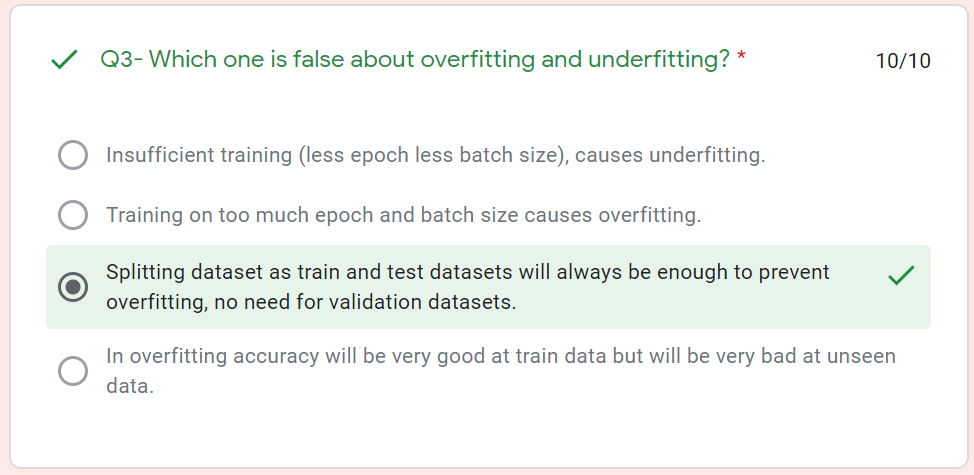 Q3- Which one is false about overfitting and underfitting? *
10/10
Insufficient training (less epoch less batch size), causes underfitting.
Training on too much epoch and batch size causes overfitting.
Splitting dataset as train and test datasets will always be enough to prevent
overfitting, no need for validation datasets.
In overfitting accuracy will be very good at train data but will be very bad at unseen
data.